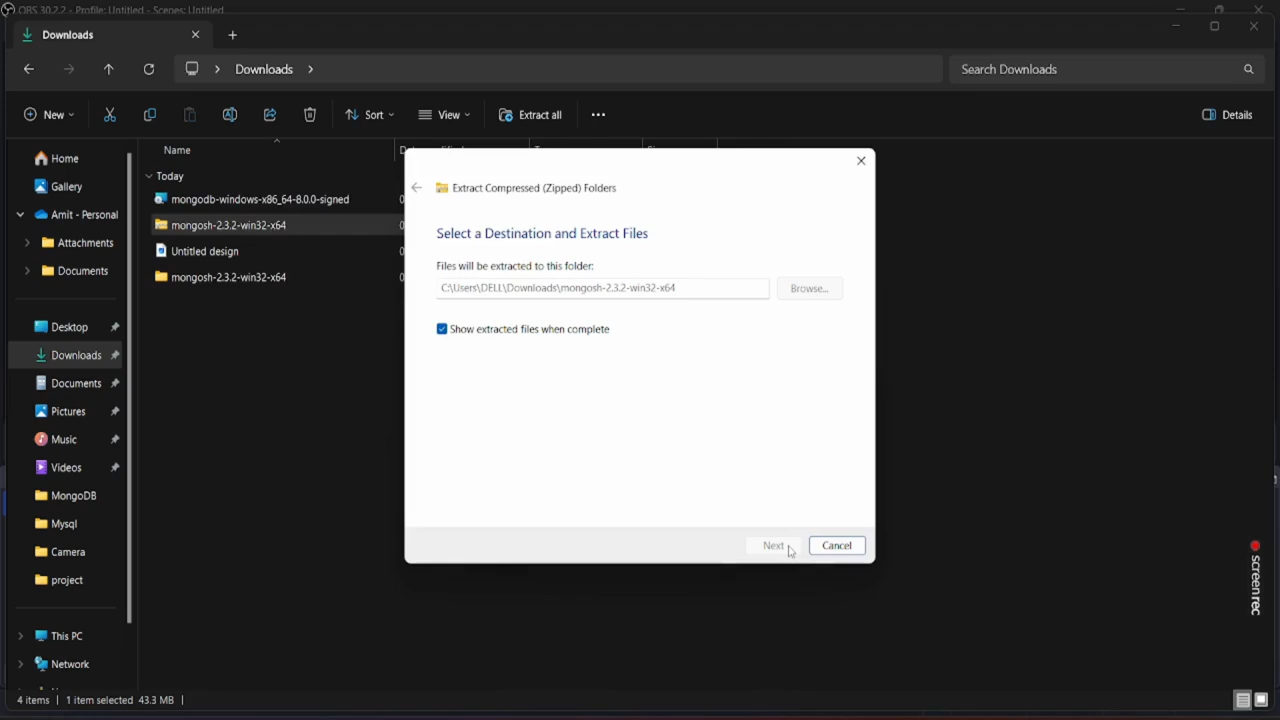 OBS 30.2.2 - Profile: Untitled - Scenes: Untitled
Downloads
Downloads
Search Downloads
New
Sort
View
Extract all
Details
Name
Today
mongodb-windows-x86_64-8.0.0-signed
mongosh-2.3.2-win32-x64
Untitled design
mongosh-2.3.2-win32-x64
Home
Gallery
Amit - Personal
Attachments
Documents
Desktop
Downloads
Documents
Pictures
Music
Videos
MongoDB
Mysql
Camera
project
This PC
Network
Extract Compressed (Zipped) Folders
Select a Destination and Extract Files
Files will be extracted to this folder:
C:\Users\DELL\Downloads\mongosh-2.3.2-win32-x64
Browse...
Show extracted files when complete
Next
Cancel
screenrec
4 items
1 item selected 43.3 MB